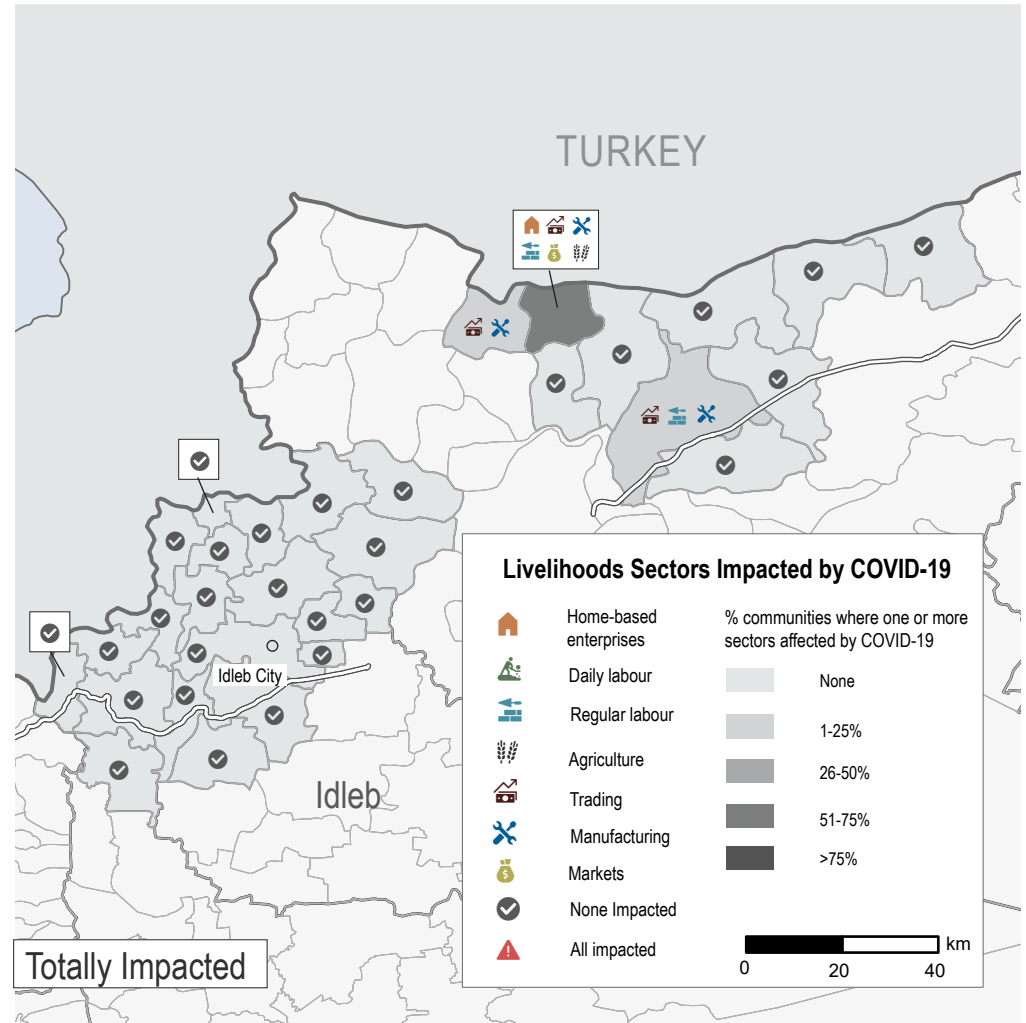 TURKEY
Idleb City
Idleb
Totally Impacted
Livelihoods Sectors Impacted by COVID-19
Home-based
enterprises
Daily labour
Regular labour
Agriculture
Trading
Manufacturing
Markets
None Impacted
All impacted
% communities where one or more
sectors affected by COVID-19
None
1-25%
26-50%
51-75%
>75%
km
0 20 40